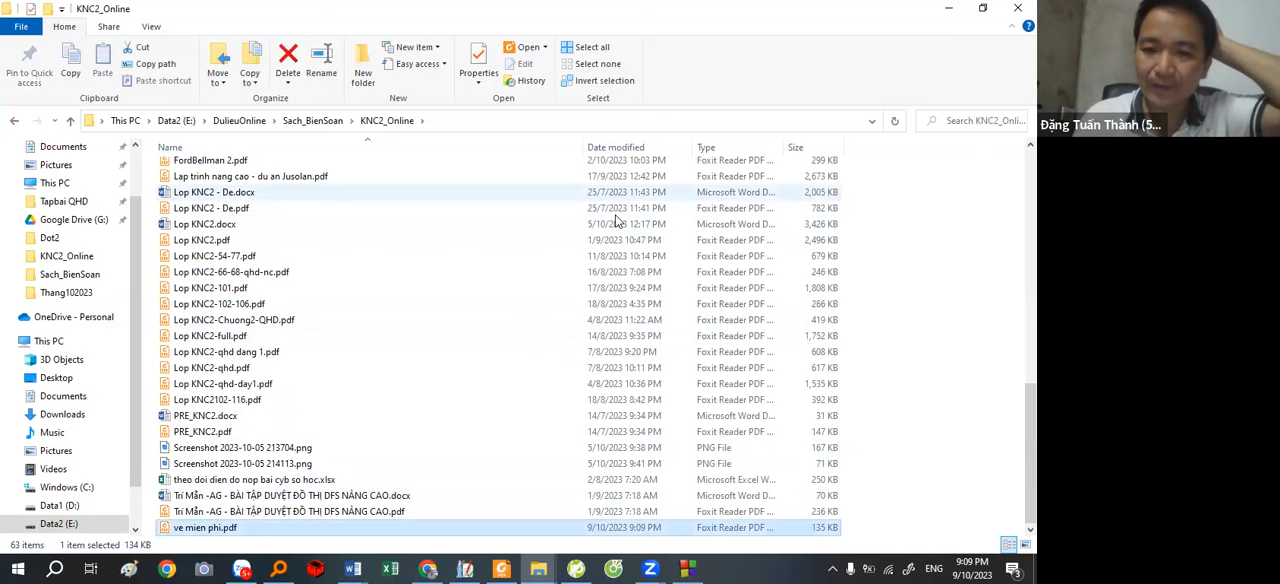 KNC2_Online
File Home Share View
Pin to Quick access
Copy
Paste
Cut
Copy path
Paste shortcut
Clipboard
Move to
Copy to
Delete
Rename
Organize
New folder
New item
Easy access
New
Properties
Open
Edit
History
Open
Select all
Select none
Invert selection
Select
This PC Data2 (E:) DulieuOnline Sach_BienSoan KNC2_Online
Search KNC2_Onli...
Documents
Pictures
This PC
Tapbai QHD
Google Drive (G:)
Dot2
KNC2_Online
Sach_BienSoan
Thang102023
OneDrive - Personal
This PC
3D Objects
Desktop
Documents
Downloads
Music
Pictures
Videos
Windows (C:)
Data1 (D:)
Data2 (E:)
Name Date modified Type Size
FordBellman 2.pdf 2/10/2023 10:03 PM Foxit Reader PDF ... 299 KB
Lap trinh nang cao - du an Jusolan.pdf 17/9/2023 12:42 PM Foxit Reader PDF ... 2,673 KB
Lop KNC2 - De.docx 25/7/2023 11:43 PM Microsoft Word D... 2,005 KB
Lop KNC2 - De.pdf 25/7/2023 11:41 PM Foxit Reader PDF ... 782 KB
Lop KNC2.docx 5/10/2023 12:17 PM Microsoft Word D... 3,426 KB
Lop KNC2.pdf 1/9/2023 10:47 PM Foxit Reader PDF ... 2,496 KB
Lop KNC2-54-77.pdf 11/8/2023 10:14 PM Foxit Reader PDF ... 679 KB
Lop KNC2-66-68-qhd-nc.pdf 16/8/2023 7:08 PM Foxit Reader PDF ... 246 KB
Lop KNC2-101.pdf 17/8/2023 9:24 PM Foxit Reader PDF ... 1,808 KB
Lop KNC2-102-106.pdf 18/8/2023 4:35 PM Foxit Reader PDF ... 266 KB
Lop KNC2-Chuong2-QHD.pdf 4/8/2023 11:22 AM Foxit Reader PDF ... 419 KB
Lop KNC2-full.pdf 14/8/2023 9:35 PM Foxit Reader PDF ... 1,752 KB
Lop KNC2-qhd dang 1.pdf 7/8/2023 9:20 PM Foxit Reader PDF ... 608 KB
Lop KNC2-qhd.pdf 7/8/2023 10:11 PM Foxit Reader PDF ... 617 KB
Lop KNC2-qhd-day1.pdf 4/8/2023 10:36 PM Foxit Reader PDF ... 1,535 KB
Lop KNC2102-116.pdf 18/8/2023 8:42 PM Foxit Reader PDF ... 392 KB
PRE_KNC2.docx 14/7/2023 9:34 PM Microsoft Word D... 31 KB
PRE_KNC2.pdf 14/7/2023 9:34 PM Foxit Reader PDF ... 147 KB
Screenshot 2023-10-05 213704.png 5/10/2023 9:38 PM PNG File 167 KB
Screenshot 2023-10-05 214113.png 5/10/2023 9:41 PM PNG File 71 KB
theo doi dien do nop bai cyb so hoc.xlsx 2/8/2023 7:20 AM Microsoft Excel W... 250 KB
Trí Mẫn -AG - BÀI TẬP DUYỆT ĐỒ THỊ DFS NÂNG CAO.docx 1/9/2023 7:18 AM Microsoft Word D... 70 KB
Trí Mẫn -AG - BÀI TẬP DUYỆT ĐỒ THỊ DFS NÂNG CAO.pdf 1/9/2023 7:18 AM Foxit Reader PDF ... 236 KB
ve mien phi.pdf 9/10/2023 9:09 PM Foxit Reader PDF ... 135 KB
63 items 1 item selected 134 KB
Đặng Tuấn Thành (5...
ENG
9:09 PM
9/10/2023